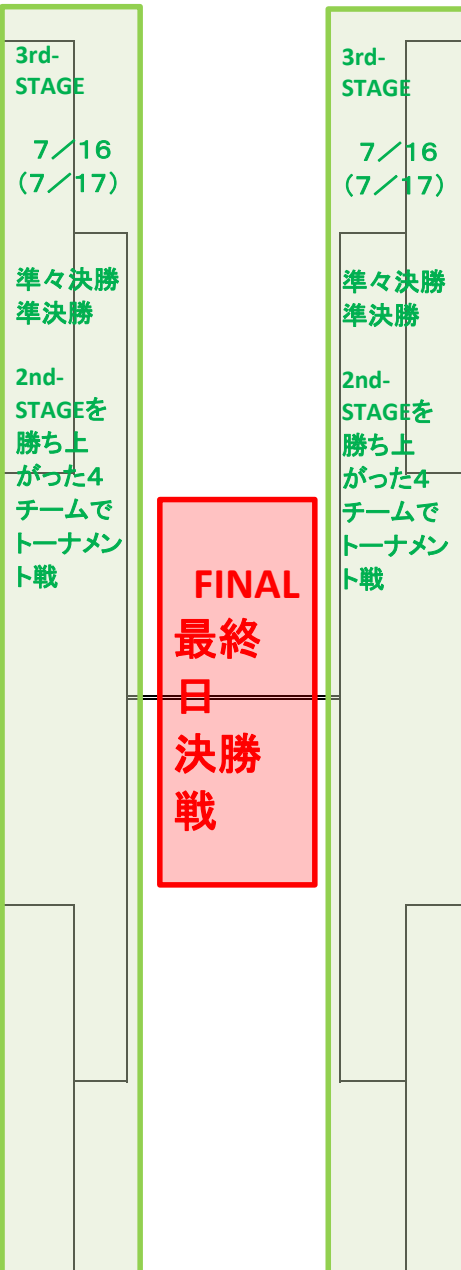 3rd-
STAGE
7／16
(7／17)
準々決勝
準決勝
2nd-
STAGEを
勝ち上
がった4
チームで
トーナメン
ト戦
FINAL
最終
日
決勝
戦
3rd-
STAGE
7／16
(7／17)
準々決勝
準決勝
2nd-
STAGEを
勝ち上
がった4
チームで
トーナメン
ト戦